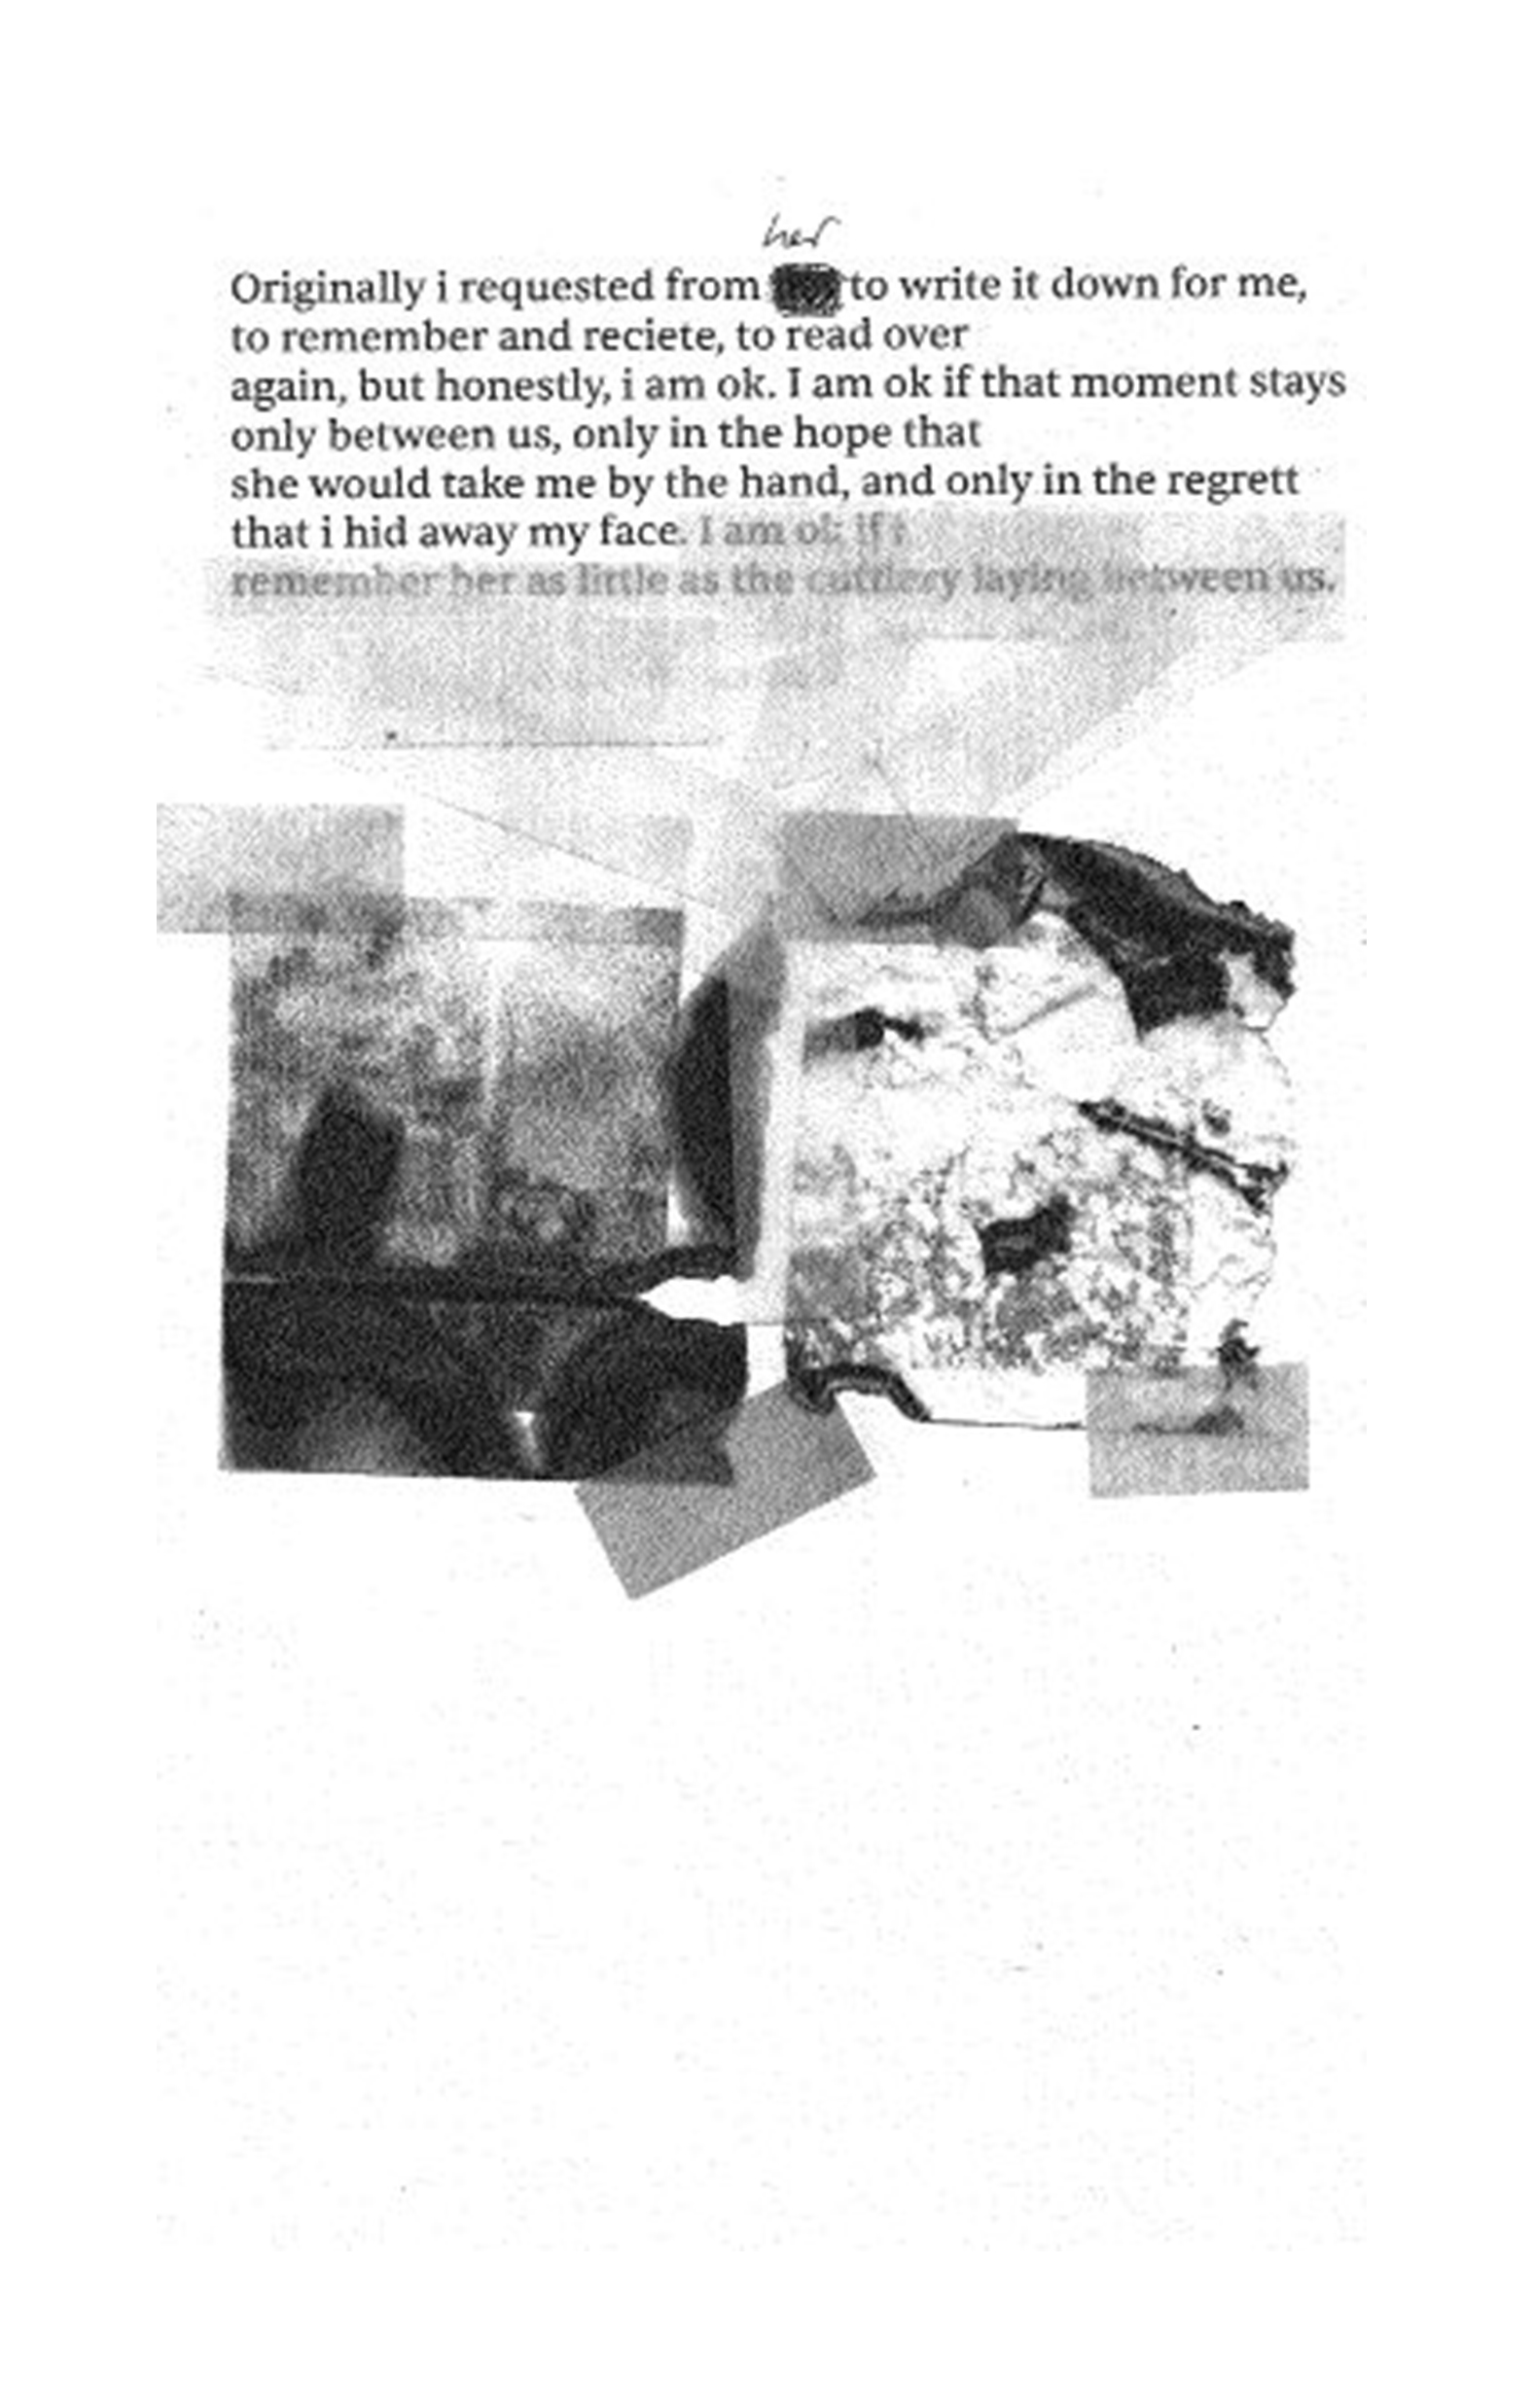 her
Originally i requested from to write it down for me,
to remember and reciete, to read over
again, but honestly, i am ok. I am ok if that moment stays
only between us, only in the hope that
she would take me by the hand, and only in the regrett
that i hid away my face. I am ok if i
remember her as little as the cuttlery laying between us.